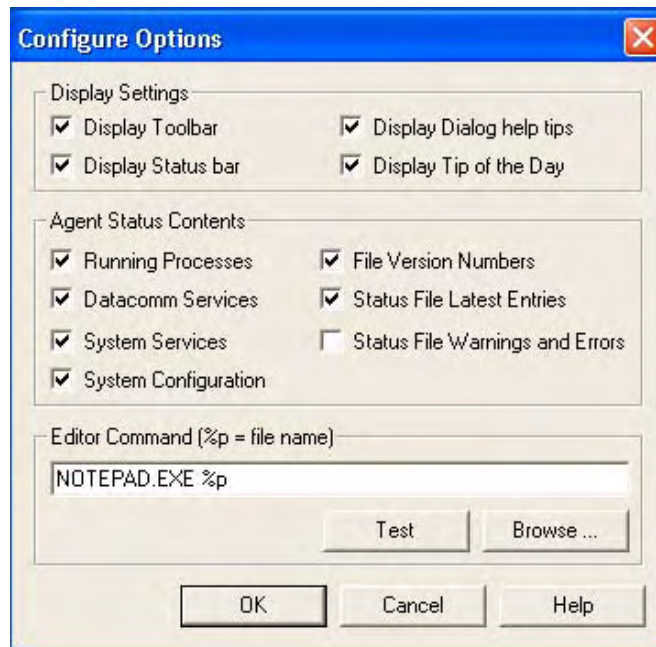 Configure Options
Display Settings
Display Toolbar
Display Dialog help tips
Display Status bar
Display Tip of the Day
Agent Status Contents
Running Processes
File Version Numbers
Datacomm Services
Status File Latest Entries
System Services
Status File Warnings and Errors
System Configuration
Editor Command (%p = file name)
NOTEPAD.EXE %p
Test
Browse ...
OK
Cancel
Help